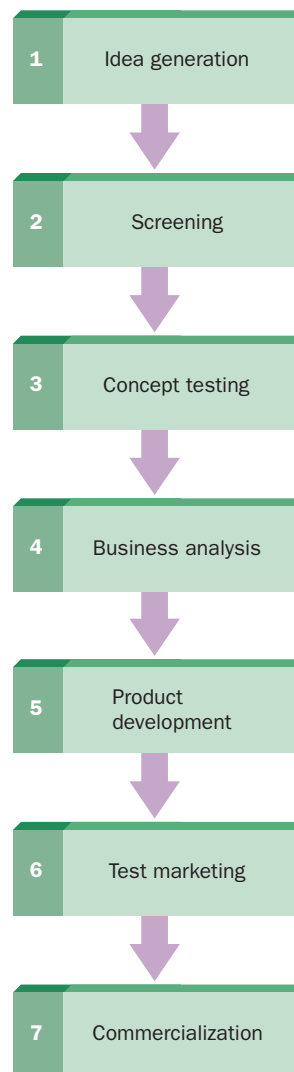 1 Idea generation
2 Screening
3 Concept testing
4 Business analysis
5 Product
development
6 Test marketing
7 Commercialization